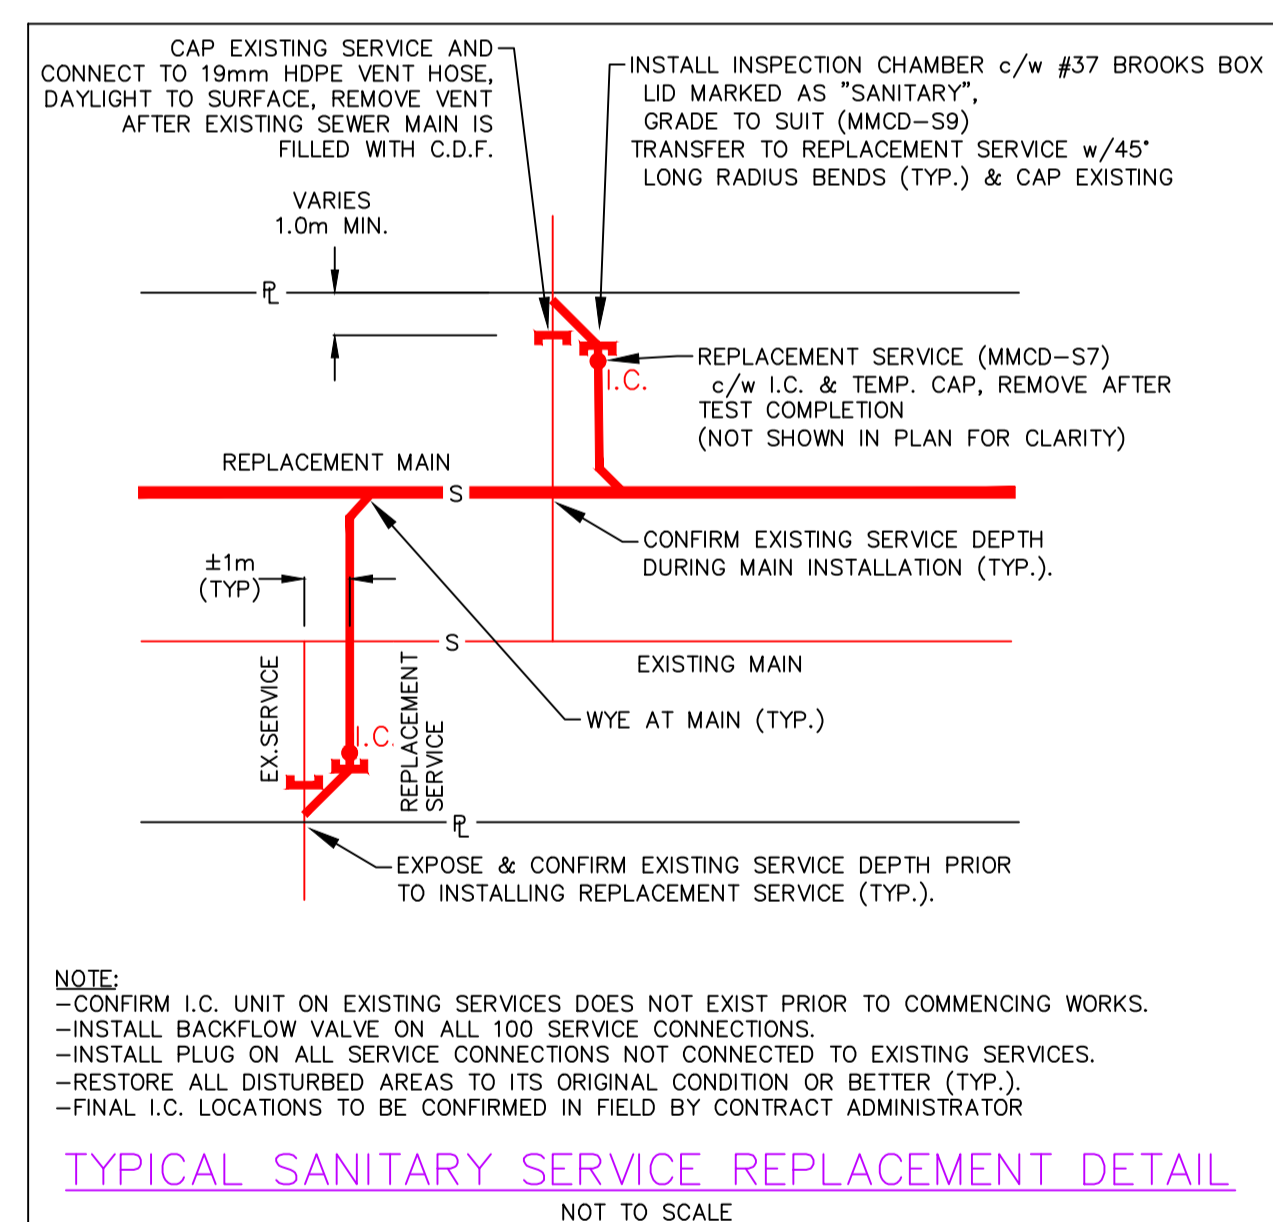 CAP EXISTING SERVICE AND
CONNECT TO 19mm HDPE VENT HOSE,
DAYLIGHT TO SURFACE, REMOVE VENT
AFTER EXISTING SEWER MAIN IS
FILLED WITH C.D.F.
INSTALL INSPECTION CHAMBER c/w #37 BROOKS BOX
LID MARKED AS "SANITARY",
GRADE TO SUIT (MMCD-S9)
TRANSFER TO REPLACEMENT SERVICE w/45°
LONG RADIUS BENDS (TYP.) & CAP EXISTING
VARIES
1.0m MIN.
PL
REPLACEMENT SERVICE (MMCD-S7)
c/w I.C. & TEMP. CAP, REMOVE AFTER
TEST COMPLETION
(NOT SHOWN IN PLAN FOR CLARITY)
I.C.
REPLACEMENT MAIN
S
CONFIRM EXISTING SERVICE DEPTH
DURING MAIN INSTALLATION (TYP.).
±1m
(TYP)
S
EXISTING MAIN
EX.SERVICE
REPLACEMENT
SERVICE
WYE AT MAIN (TYP.)
I.C.
PL
EXPOSE & CONFIRM EXISTING SERVICE DEPTH PRIOR
TO INSTALLING REPLACEMENT SERVICE (TYP.).
NOTE:
-CONFIRM I.C. UNIT ON EXISTING SERVICES DOES NOT EXIST PRIOR TO COMMENCING WORKS.
-INSTALL BACKFLOW VALVE ON ALL 100 SERVICE CONNECTIONS.
-INSTALL PLUG ON ALL SERVICE CONNECTIONS NOT CONNECTED TO EXISTING SERVICES.
-RESTORE ALL DISTURBED AREAS TO ITS ORIGINAL CONDITION OR BETTER (TYP.).
-FINAL I.C. LOCATIONS TO BE CONFIRMED IN FIELD BY CONTRACT ADMINISTRATOR
TYPICAL SANITARY SERVICE REPLACEMENT DETAIL
NOT TO SCALE